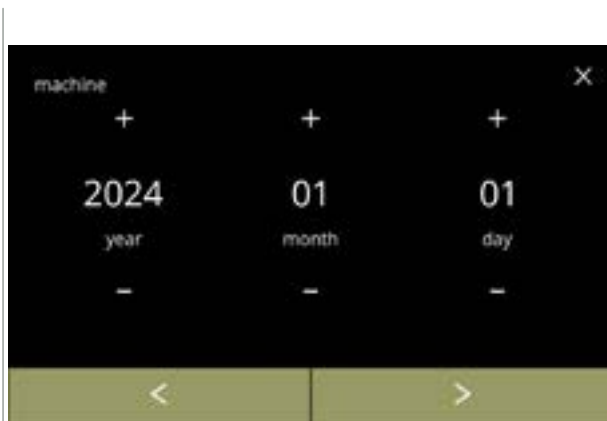 machine ×
+ + +
2024 01 01
year month day
- - -
< >